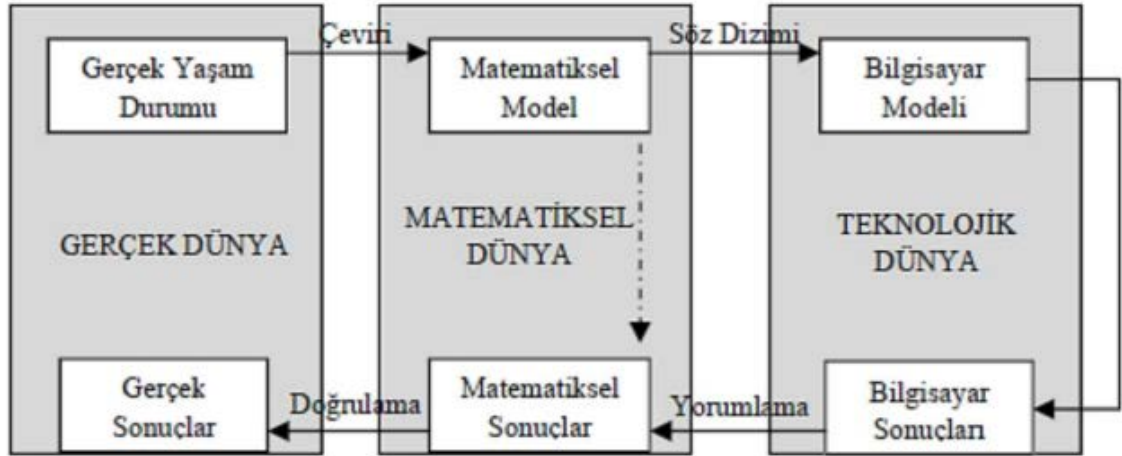 Çeviri
Söz Dizimi
Gerçek Yaşam
Durumu
Matematiksel
Model
Bilgisayar
Modeli
GERÇEK DÜNYA
MATEMATİKSEL
DÜNYA
TEKNOLOJİK
DÜNYA
Gerçek
Sonuçlar
Doğrulama
Matematiksel
Sonuçlar
Yorumlama
Bilgisayar
Sonuçları